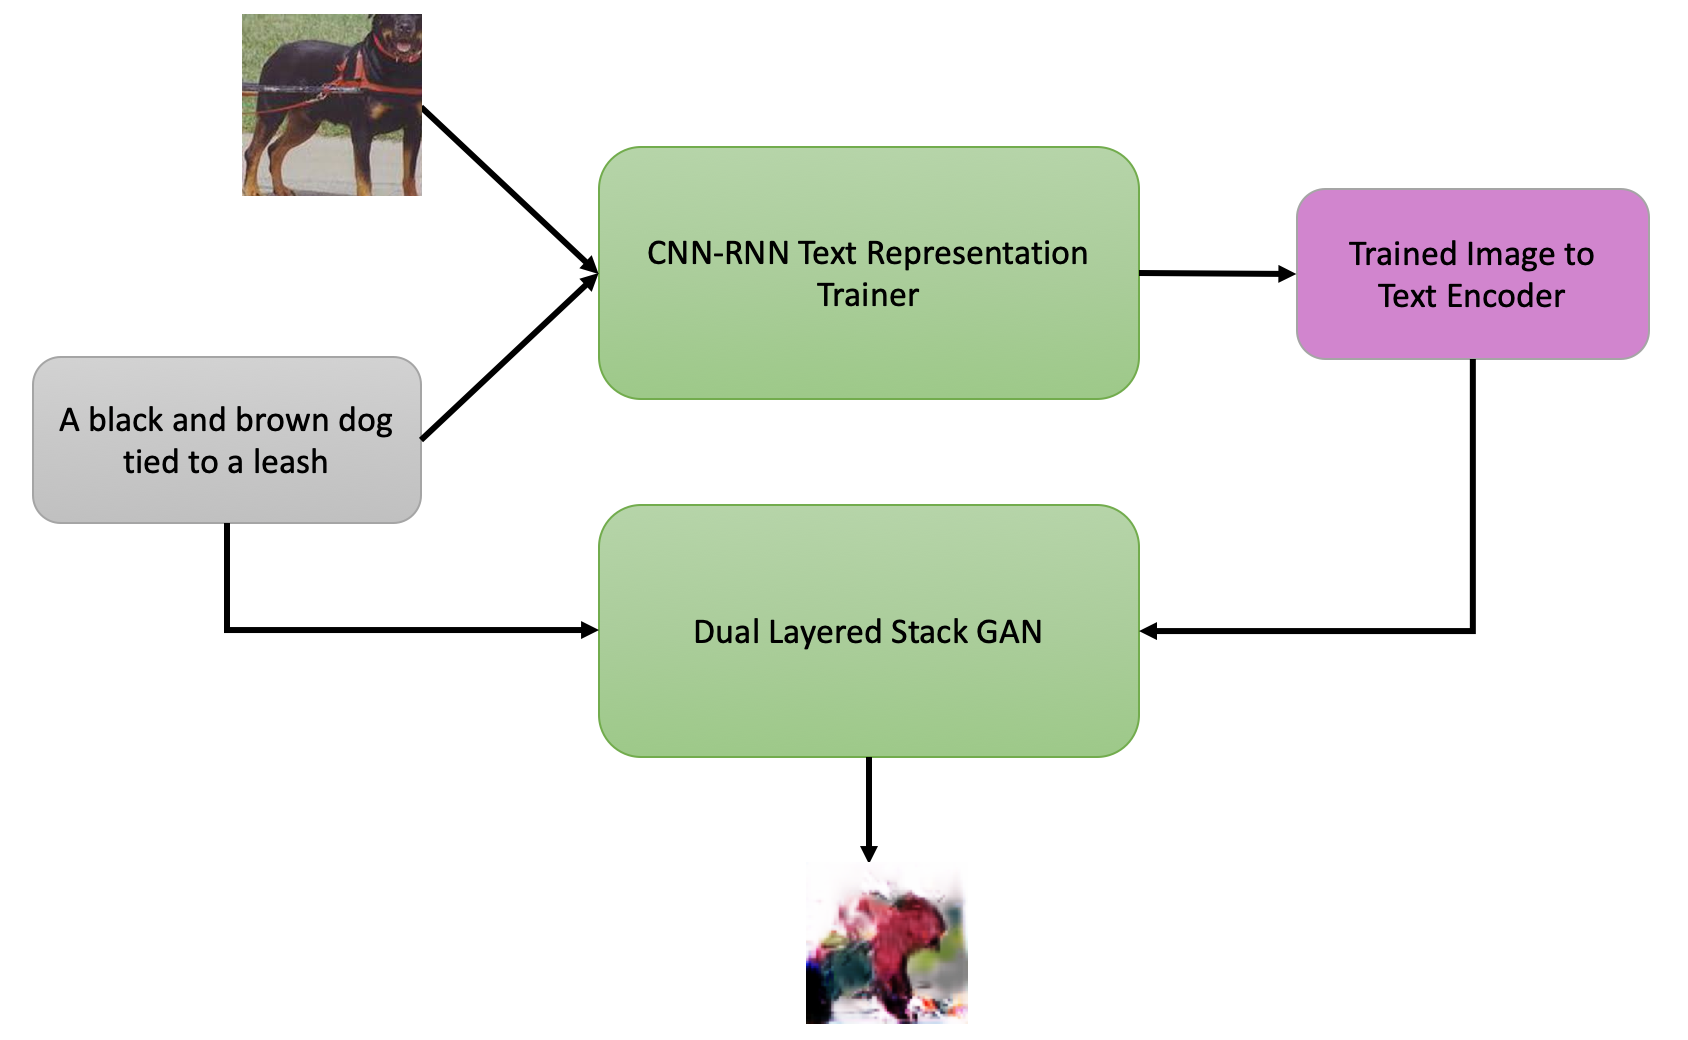 CNN-RNN Text Representation
Trainer
Trained Image to
Text Encoder
A black and brown dog
tied to a leash
Dual Layered Stack GAN